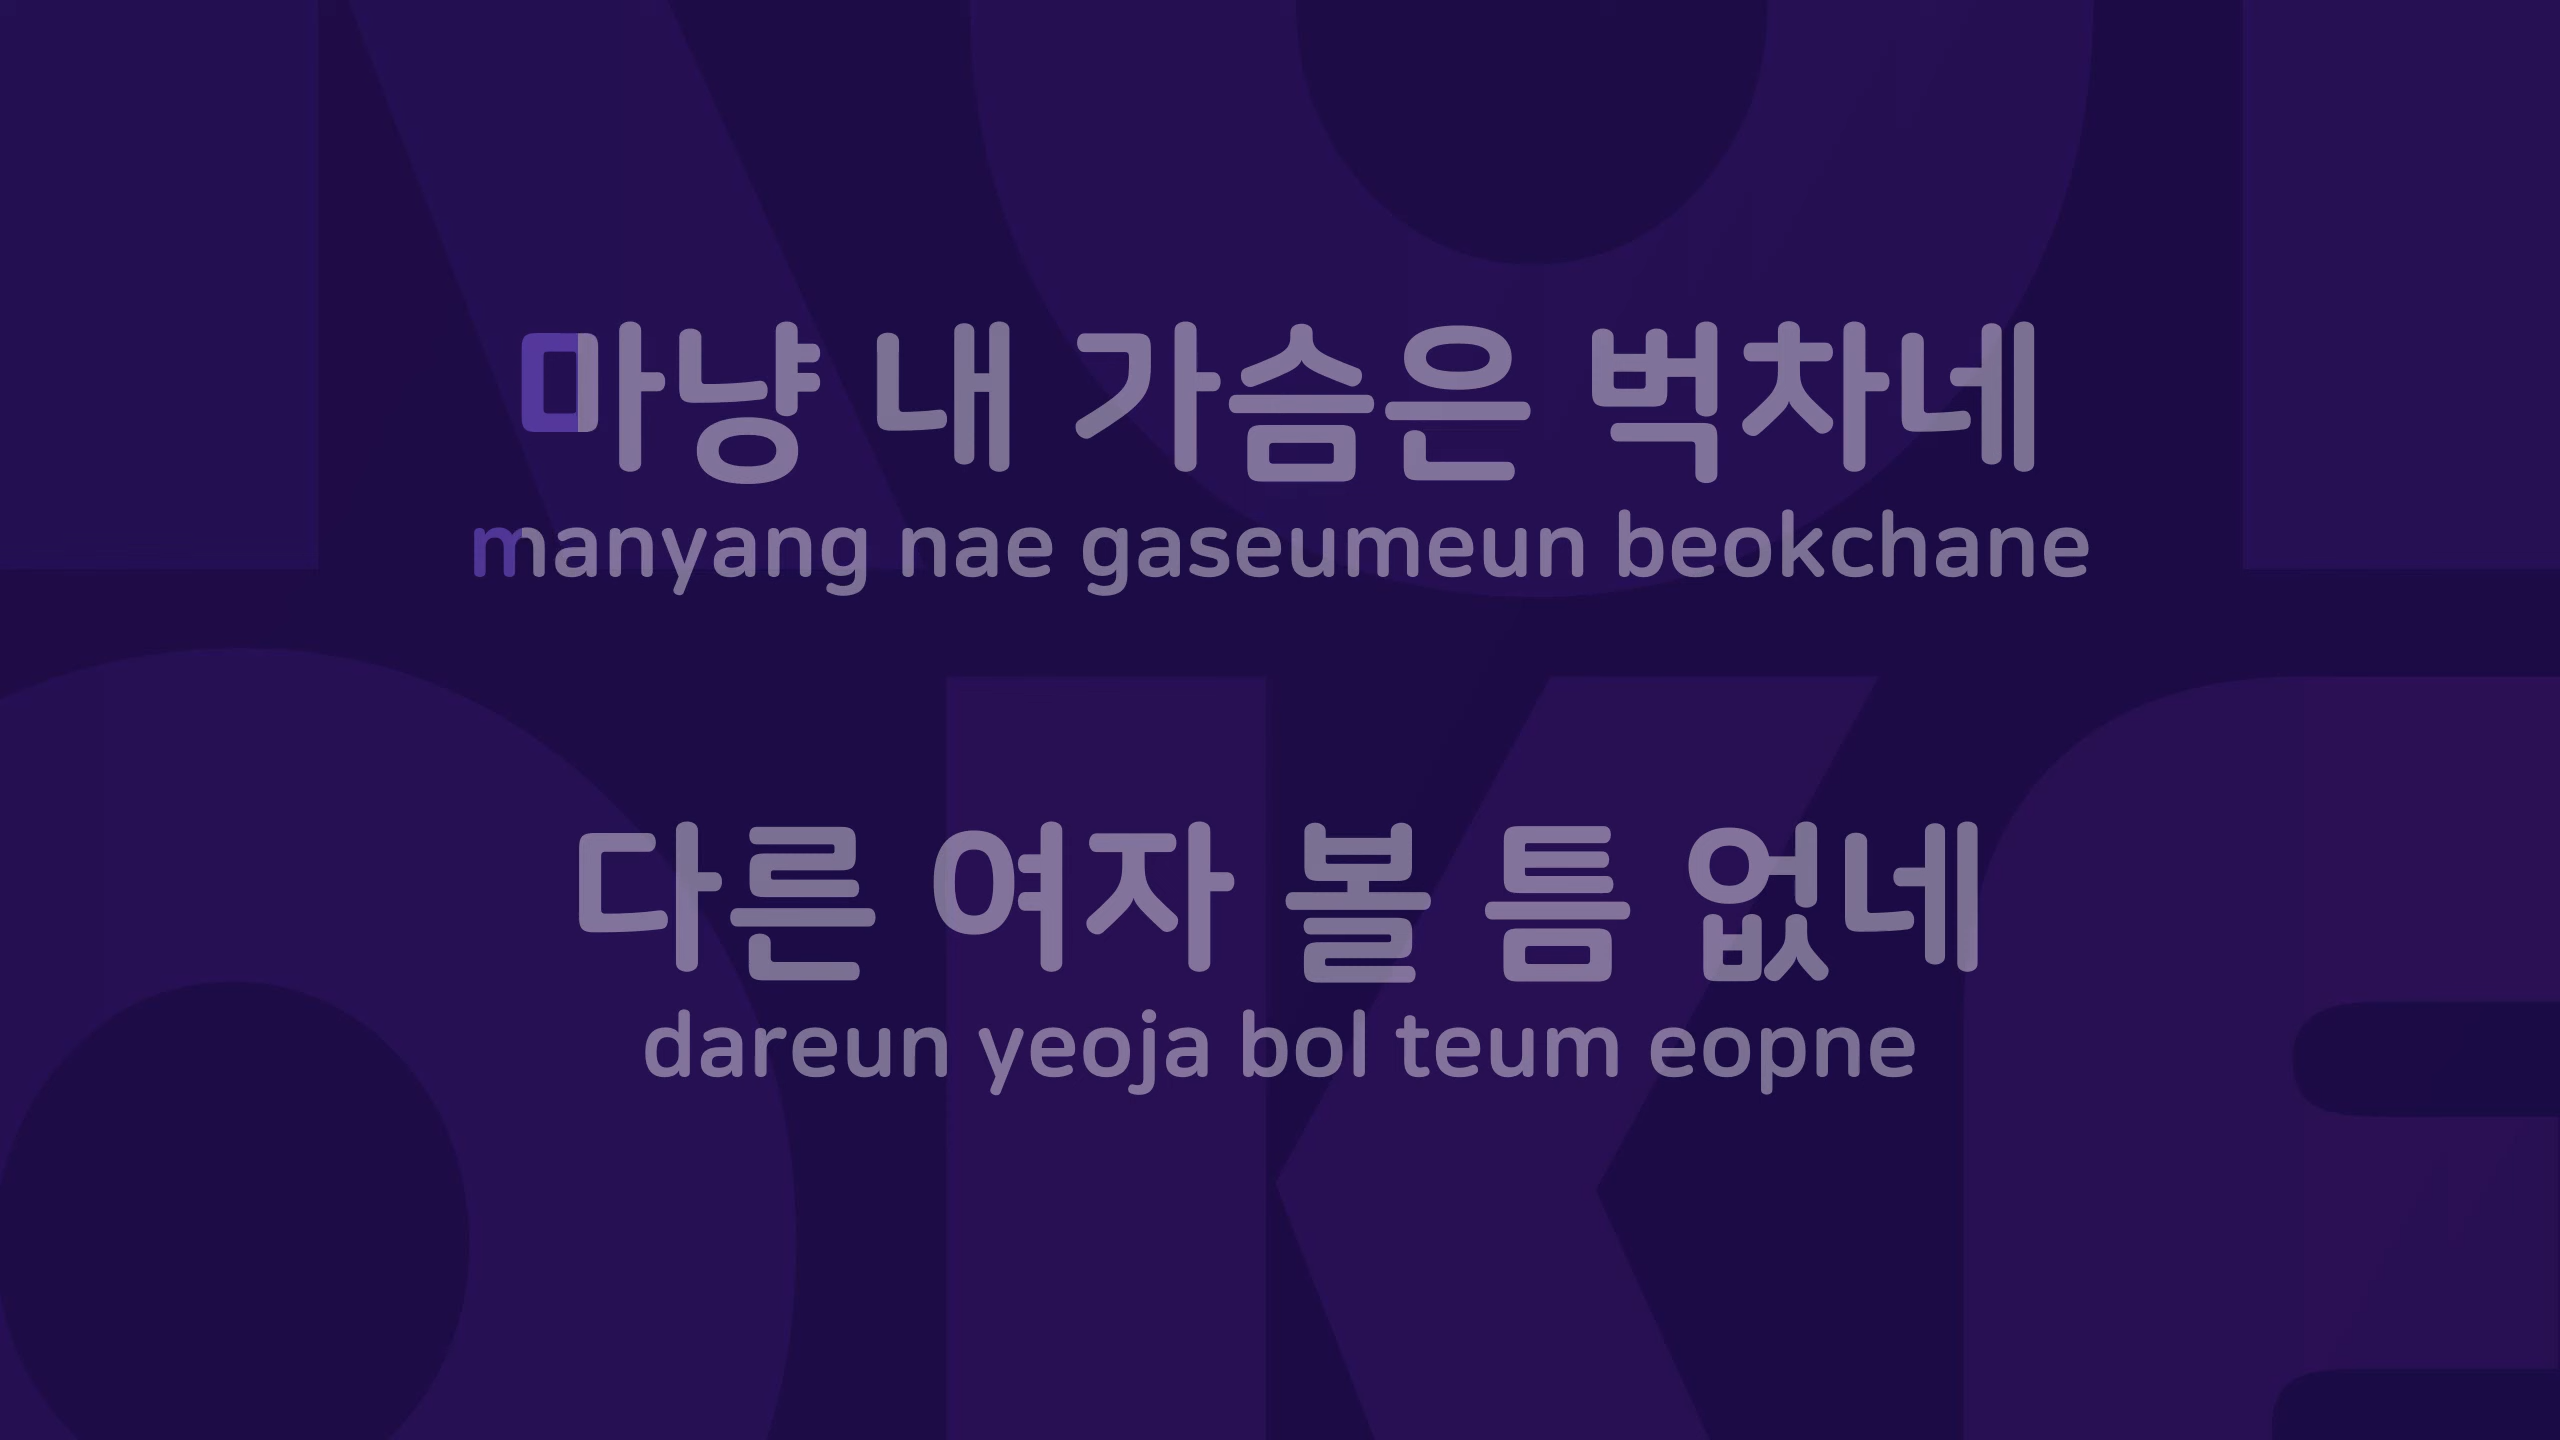 마냥 내 가슴은 벅차네
manyang nae gaseumeun beokchane
다른 여자 볼 틈 없네
dareun yeoja bol teum eopne